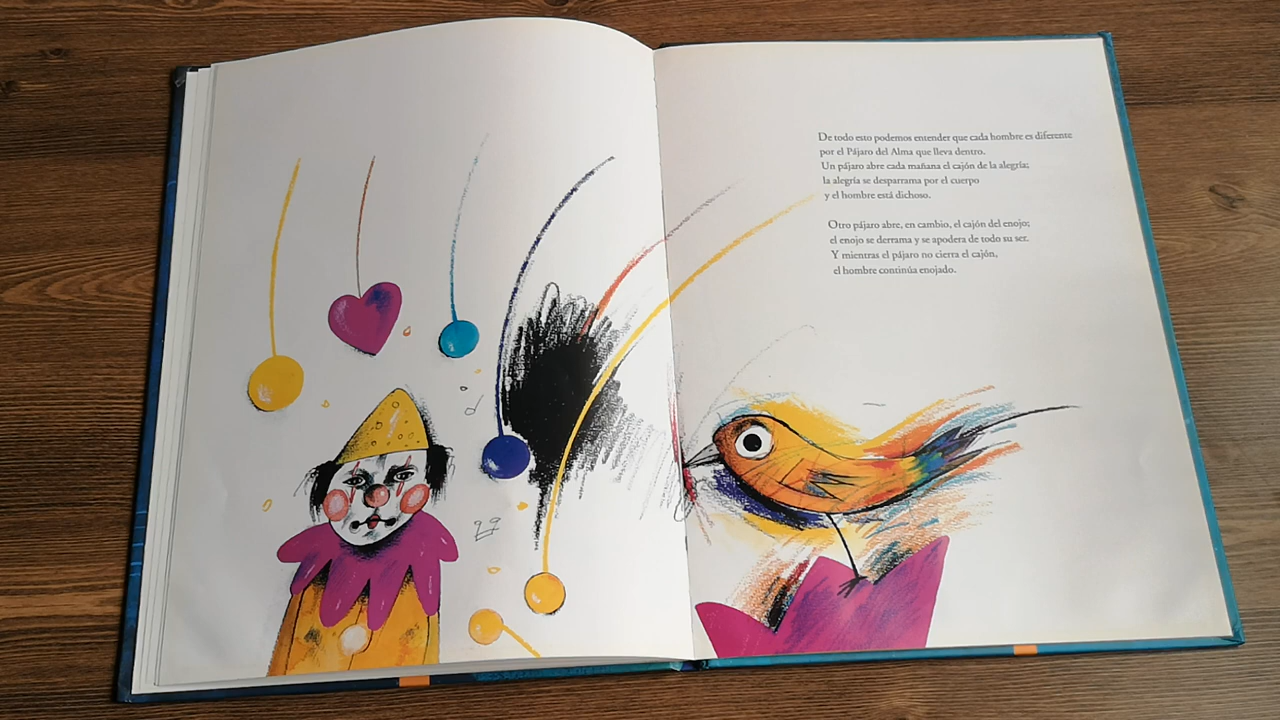 De todo esto podemos entender que cada hombre es diferente
por el Pájaro del Alma que lleva dentro.
Un pájaro abre cada mañana el cajón de la alegría;
la alegría se desparrama por el cuerpo
y el hombre está dichoso.
Otro pájaro abre, en cambio, el cajón del enojo;
el enojo se derrama y se apodera de todo su ser.
Y mientras el pájaro no cierra el cajón,
el hombre continúa enojado.